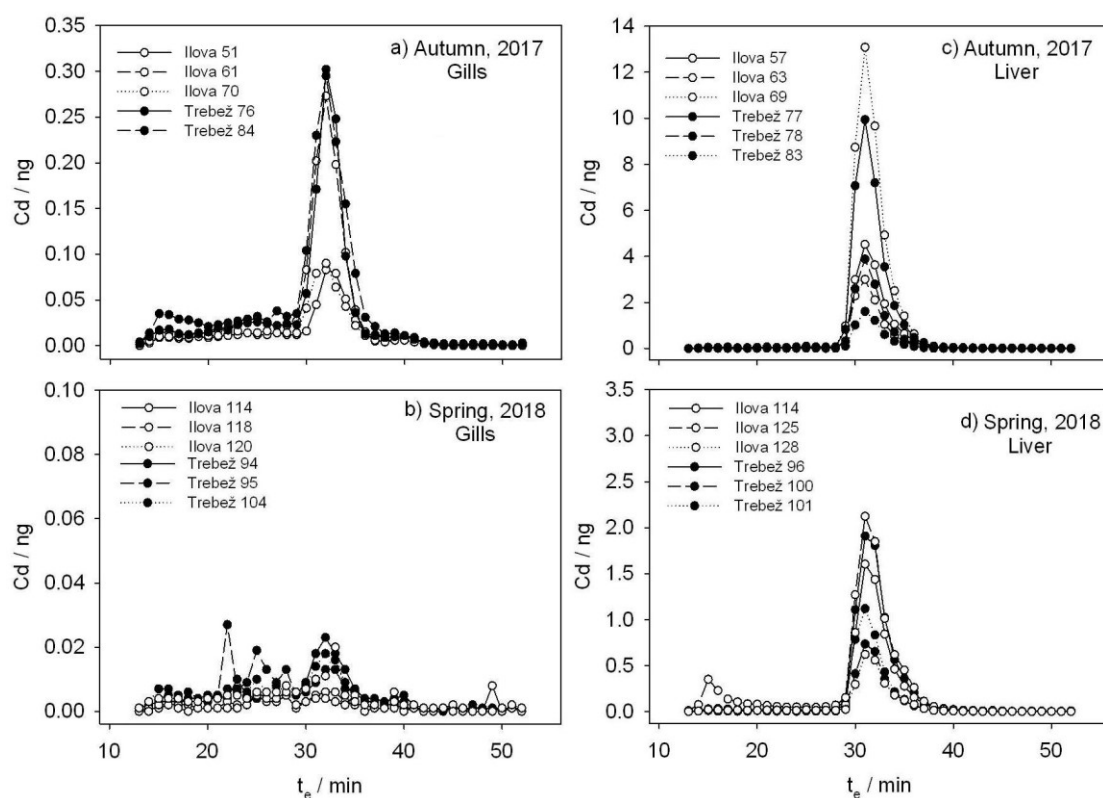 a) Autumn, 2017
Gills
Ilova 51
Ilova 61
Ilova 70
Trebež 76
Trebež 84
Cd / ng
0.35
0.30
0.25
0.20
0.15
0.10
0.05
0.00
c) Autumn, 2017
Liver
Ilova 57
Ilova 63
Ilova 69
Trebež 77
Trebež 78
Trebež 83
Cd / ng
14
12
10
8
6
4
2
0
b) Spring, 2018
Gills
Ilova 114
Ilova 118
Ilova 120
Trebež 94
Trebež 95
Trebež 104
Cd / ng
0.10
0.08
0.06
0.04
0.02
0.00
10 20 30 40 50
te / min
d) Spring, 2018
Liver
Ilova 114
Ilova 125
Ilova 128
Trebež 96
Trebež 100
Trebež 101
Cd / ng
3.5
3.0
2.5
2.0
1.5
1.0
0.5
0.0
10 20 30 40 50
te / min